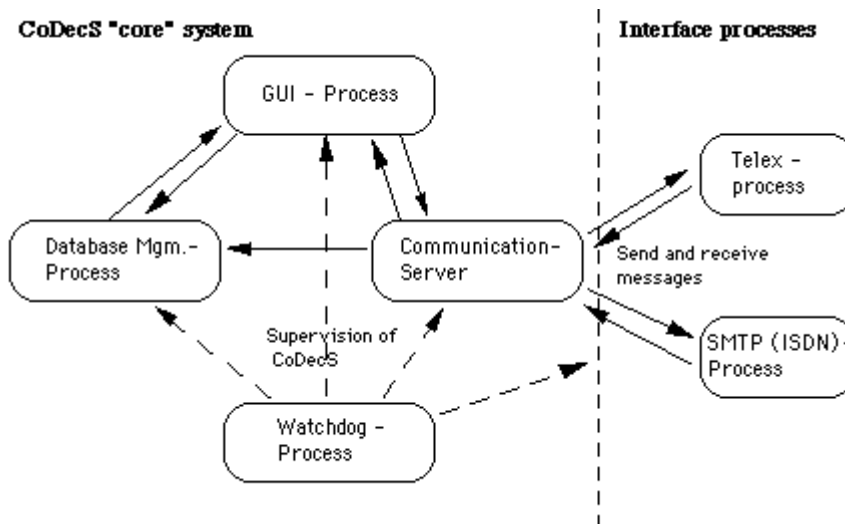 CoDecS "core" system
Interface processes
GUI - Process
Telex -
process
Database Mgm.-
Process
Communication-
Server
Send and receive
messages
Supervision of
CoDecS
SMTP (ISDN)-
Process
Watchdog -
Process